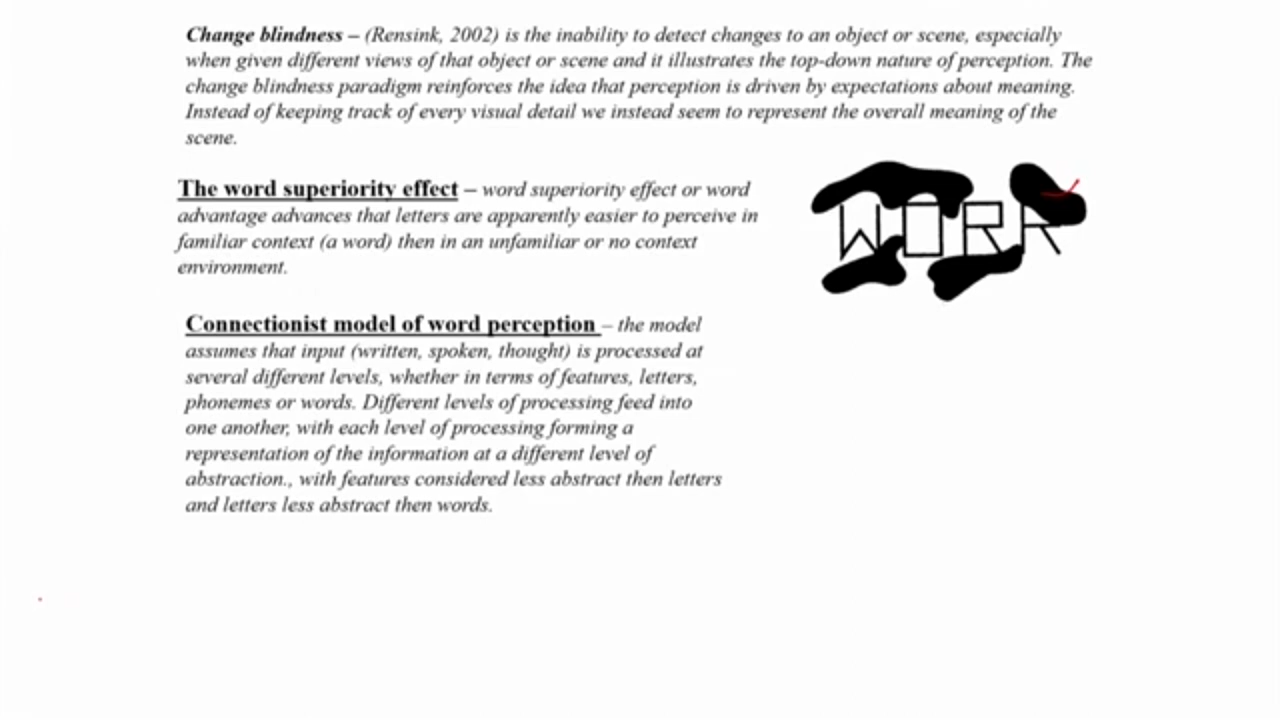 Change blindness – (Rensink, 2002) is the inability to detect changes to an object or scene, especially
when given different views of that object or scene and it illustrates the top-down nature of perception. The
change blindness paradigm reinforces the idea that perception is driven by expectations about meaning.
Instead of keeping track of every visual detail we instead seem to represent the overall meaning of the
scene.
The word superiority effect – word superiority effect or word
advantage advances that letters are apparently easier to perceive in
familiar context (a word) then in an unfamiliar or no context
environment.
WOR
Connectionist model of word perception – the model
assumes that input (written, spoken, thought) is processed at
several different levels, whether in terms of features, letters,
phonemes or words. Different levels of processing feed into
one another, with each level of processing forming a
representation of the information at a different level of
abstraction., with features considered less abstract then letters
and letters less abstract then words.